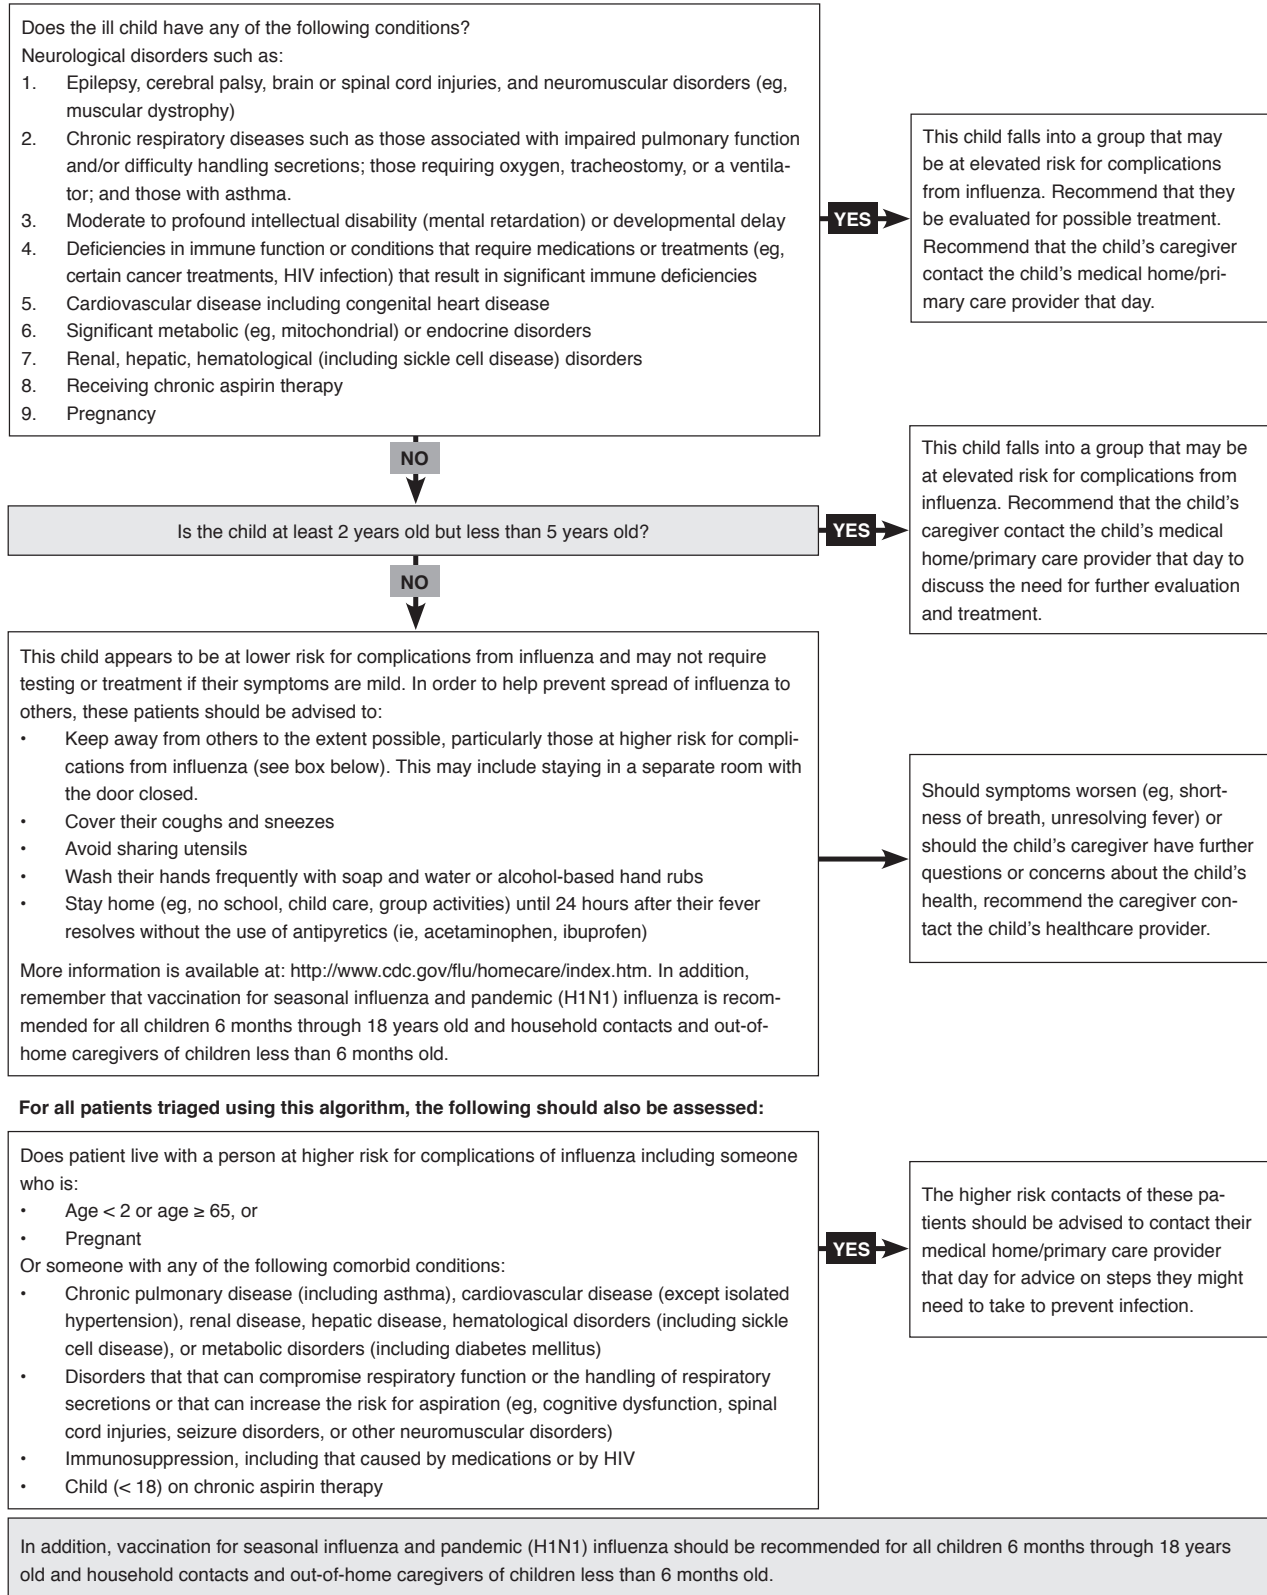 Does the ill child have any of the following conditions?
Neurological disorders such as:
1. Epilepsy, cerebral palsy, brain or spinal cord injuries, and neuromuscular disorders (eg,
muscular dystrophy)
2. Chronic respiratory diseases such as those associated with impaired pulmonary function
and/or difficulty handling secretions; those requiring oxygen, tracheostomy, or a ventila-
tor; and those with asthma.
3. Moderate to profound intellectual disability (mental retardation) or developmental delay
4. Deficiencies in immune function or conditions that require medications or treatments (eg,
certain cancer treatments, HIV infection) that result in significant immune deficiencies
5. Cardiovascular disease including congenital heart disease
6. Significant metabolic (eg, mitochondrial) or endocrine disorders
7. Renal, hepatic, hematological (including sickle cell disease) disorders
8. Receiving chronic aspirin therapy
9. Pregnancy
YES
This child falls into a group that may
be at elevated risk for complications
from influenza. Recommend that they
be evaluated for possible treatment.
Recommend that the child's caregiver
contact the child's medical home/pri-
mary care provider that day.
NO
Is the child at least 2 years old but less than 5 years old?
YES
This child falls into a group that may be
at elevated risk for complications from
influenza. Recommend that the child's
caregiver contact the child's medical
home/primary care provider that day to
discuss the need for further evaluation
and treatment.
NO
This child appears to be at lower risk for complications from influenza and may not require
testing or treatment if their symptoms are mild. In order to help prevent spread of influenza to
others, these patients should be advised to:
• Keep away from others to the extent possible, particularly those at higher risk for compli-
cations from influenza (see box below). This may include staying in a separate room with
the door closed.
• Cover their coughs and sneezes
• Avoid sharing utensils
• Wash their hands frequently with soap and water or alcohol-based hand rubs
• Stay home (eg, no school, child care, group activities) until 24 hours after their fever
resolves without the use of antipyretics (ie, acetaminophen, ibuprofen)
More information is available at: http://www.cdc.gov/flu/homecare/index.htm. In addition,
remember that vaccination for seasonal influenza and pandemic (H1N1) influenza is recom-
mended for all children 6 months through 18 years old and household contacts and out-of-
home caregivers of children less than 6 months old.
Should symptoms worsen (eg, short-
ness of breath, unresolving fever) or
should the child's caregiver have further
questions or concerns about the child's
health, recommend the caregiver con-
tact the child's healthcare provider.
For all patients triaged using this algorithm, the following should also be assessed:
Does patient live with a person at higher risk for complications of influenza including someone
who is:
• Age < 2 or age ≥ 65, or
• Pregnant
Or someone with any of the following comorbid conditions:
• Chronic pulmonary disease (including asthma), cardiovascular disease (except isolated
hypertension), renal disease, hepatic disease, hematological disorders (including sickle
cell disease), or metabolic disorders (including diabetes mellitus)
• Disorders that that can compromise respiratory function or the handling of respiratory
secretions or that can increase the risk for aspiration (eg, cognitive dysfunction, spinal
cord injuries, seizure disorders, or other neuromuscular disorders)
• Immunosuppression, including that caused by medications or by HIV
• Child (< 18) on chronic aspirin therapy
YES
The higher risk contacts of these pa-
tients should be advised to contact their
medical home/primary care provider
that day for advice on steps they might
need to take to prevent infection.
In addition, vaccination for seasonal influenza and pandemic (H1N1) influenza should be recommended for all children 6 months through 18 years
old and household contacts and out-of-home caregivers of children less than 6 months old.